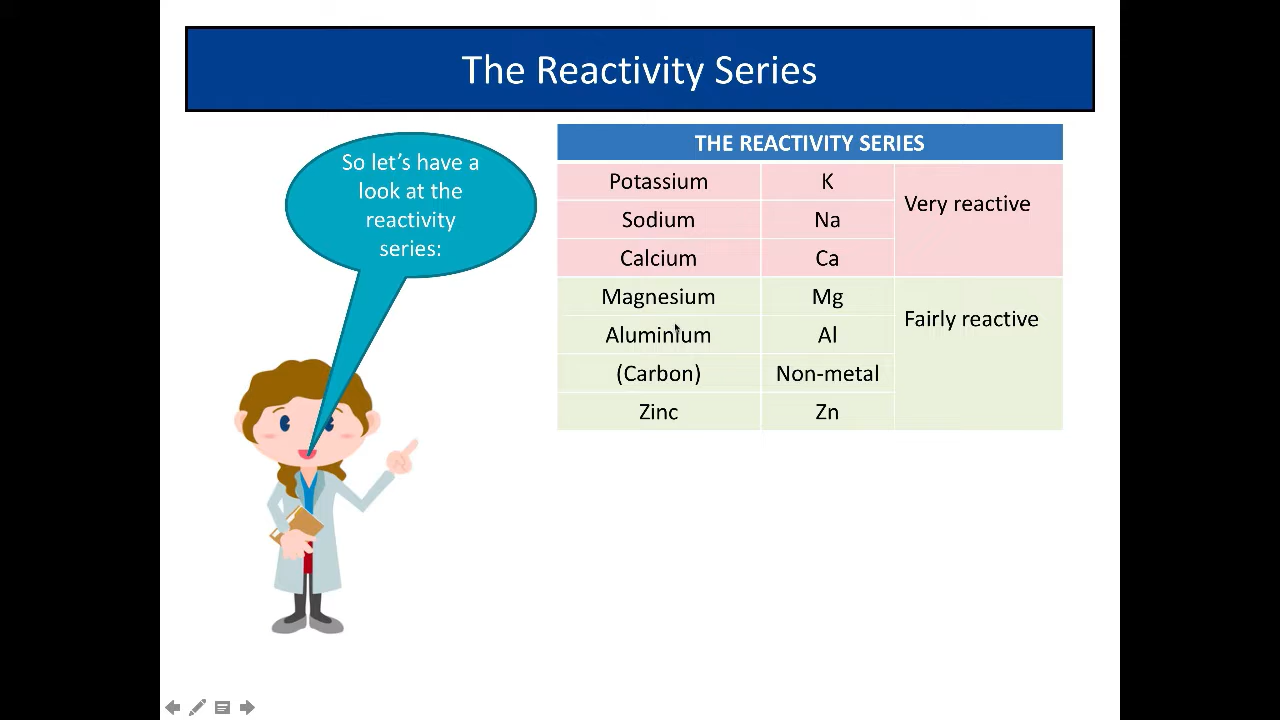 The Reactivity Series
So let's have a
look at the
reactivity
series:
THE REACTIVITY SERIES
Potassium K
Very reactive
Sodium Na
Calcium Ca
Magnesium Mg
Fairly reactive
Aluminium Al
(Carbon) Non-metal
Zinc Zn